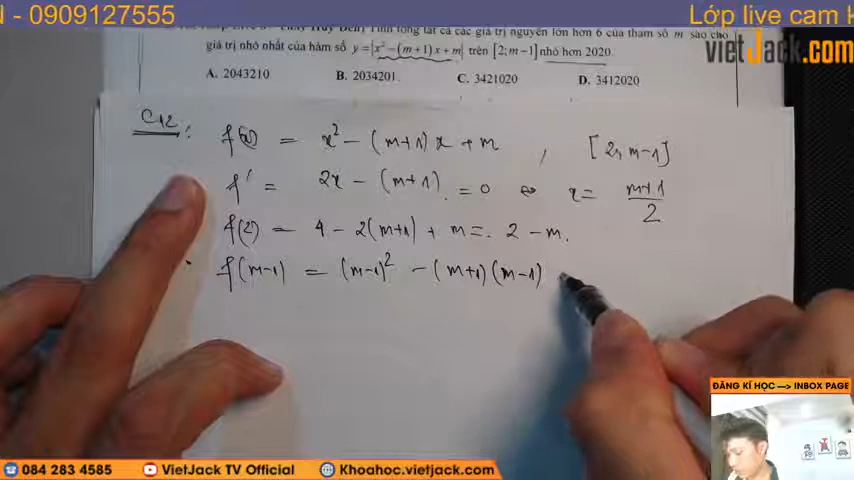 N - 0909127555
Lớp live cam k
Tính tổng tất cả các giá trị nguyên lớn hơn 6 của tham số m sao cho
giá trị nhỏ nhất của hàm số y = |x² − (m+1)x + m| trên [2; m−1] nhỏ hơn 2020.
vietJack.com
A. 2043210 B. 2034201. C. 3421020 D. 3412020
C12 :
f(x) = x² − (m+1)x + m , [2, m−1]
f' = 2x − (m+1) = 0 ⇔ x = (m+1)/2
f(2) = 4 − 2(m+1) + m = 2 − m.
f(m−1) = (m−1)² − (m+1)(m−1)
ĐĂNG KÍ HỌC —> INBOX PAGE
084 283 4585 VietJack TV Official Khoahoc.vietjack.com